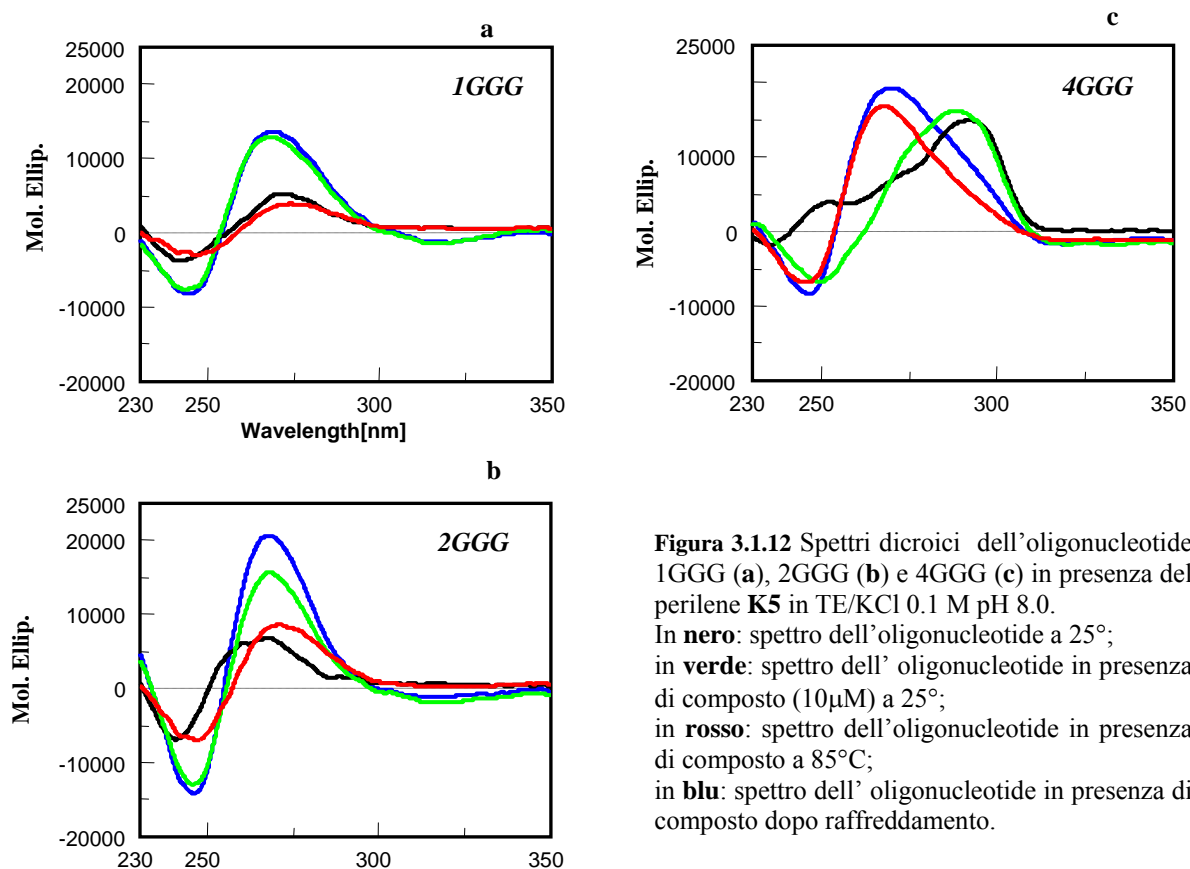 a
25000
20000
10000
0
-10000
-20000
230
250
300
350
1GGG
Mol. Ellip.
Wavelength[nm]
c
25000
10000
0
-10000
-20000
230
250
300
350
4GGG
Mol. Ellip.
b
25000
20000
10000
0
-10000
-20000
230
250
300
350
2GGG
Mol. Ellip.
Figura 3.1.12 Spettri dicroici dell’oligonucleotide
1GGG (a), 2GGG (b) e 4GGG (c) in presenza del
perilene K5 in TE/KCl 0.1 M pH 8.0.
In nero: spettro dell’oligonucleotide a 25°;
in verde: spettro dell’ oligonucleotide in presenza
di composto (10μM) a 25°;
in rosso: spettro dell’oligonucleotide in presenza
di composto a 85°C;
in blu: spettro dell’ oligonucleotide in presenza di
composto dopo raffreddamento.